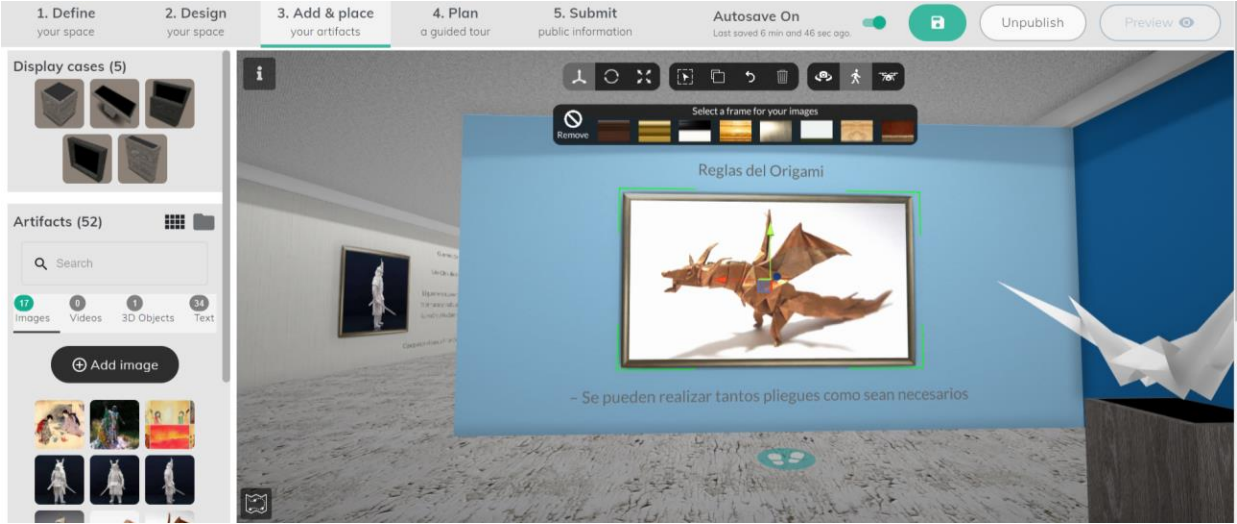 1. Define
your space
2. Design
your space
3. Add & place
your artifacts
4. Plan
a guided tour
5. Submit
public information
Autosave On
Last saved 6 min and 46 sec ago.
Unpublish
Preview
Display cases (5)
Artifacts (52)
Search
17
Images
0
Videos
1
3D Objects
34
Text
Add image
i
Select a frame for your images
Remove
Reglas del Origami
– Se pueden realizar tantos pliegues como sean necesarios